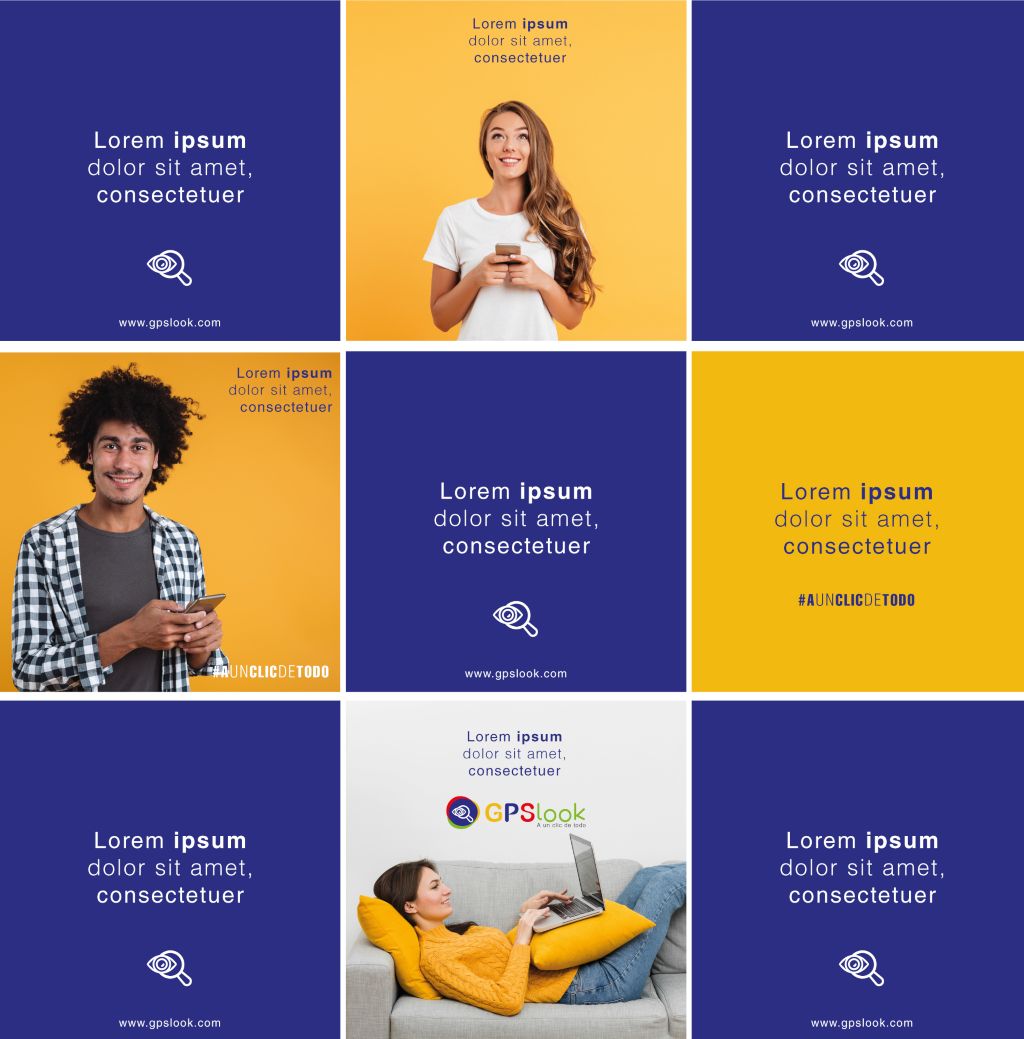 Lorem ipsum
dolor sit amet,
consectetuer
www.gpslook.com
Lorem ipsum
dolor sit amet,
consectetuer
Lorem ipsum
dolor sit amet,
consectetuer
www.gpslook.com
Lorem ipsum
dolor sit amet,
consectetuer
#AUNCLICDETODO
Lorem ipsum
dolor sit amet,
consectetuer
www.gpslook.com
Lorem ipsum
dolor sit amet,
consectetuer
#AUNCLICDETODO
Lorem ipsum
dolor sit amet,
consectetuer
www.gpslook.com
Lorem ipsum
dolor sit amet,
consectetuer
GPSlook
A un clic de todo
Lorem ipsum
dolor sit amet,
consectetuer
www.gpslook.com